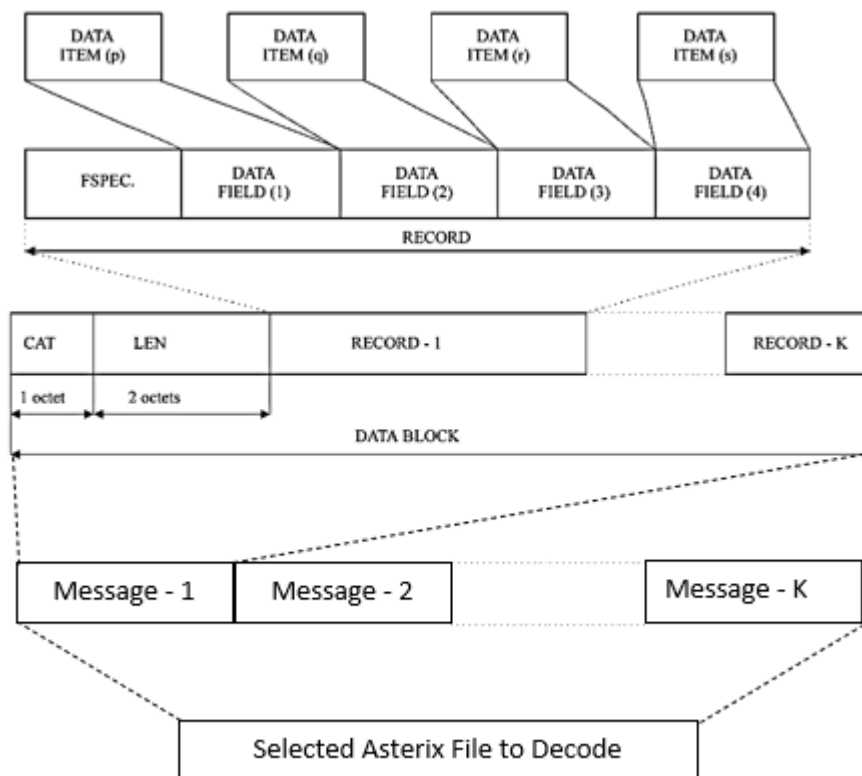 DATA
ITEM (p)
DATA
ITEM (q)
DATA
ITEM (r)
DATA
ITEM (s)
FSPEC.
DATA
FIELD (1)
DATA
FIELD (2)
DATA
FIELD (3)
DATA
FIELD (4)
RECORD
CAT
LEN
RECORD - 1
RECORD - K
1 octet
2 octets
DATA BLOCK
Message - 1
Message - 2
Message - K
Selected Asterix File to Decode